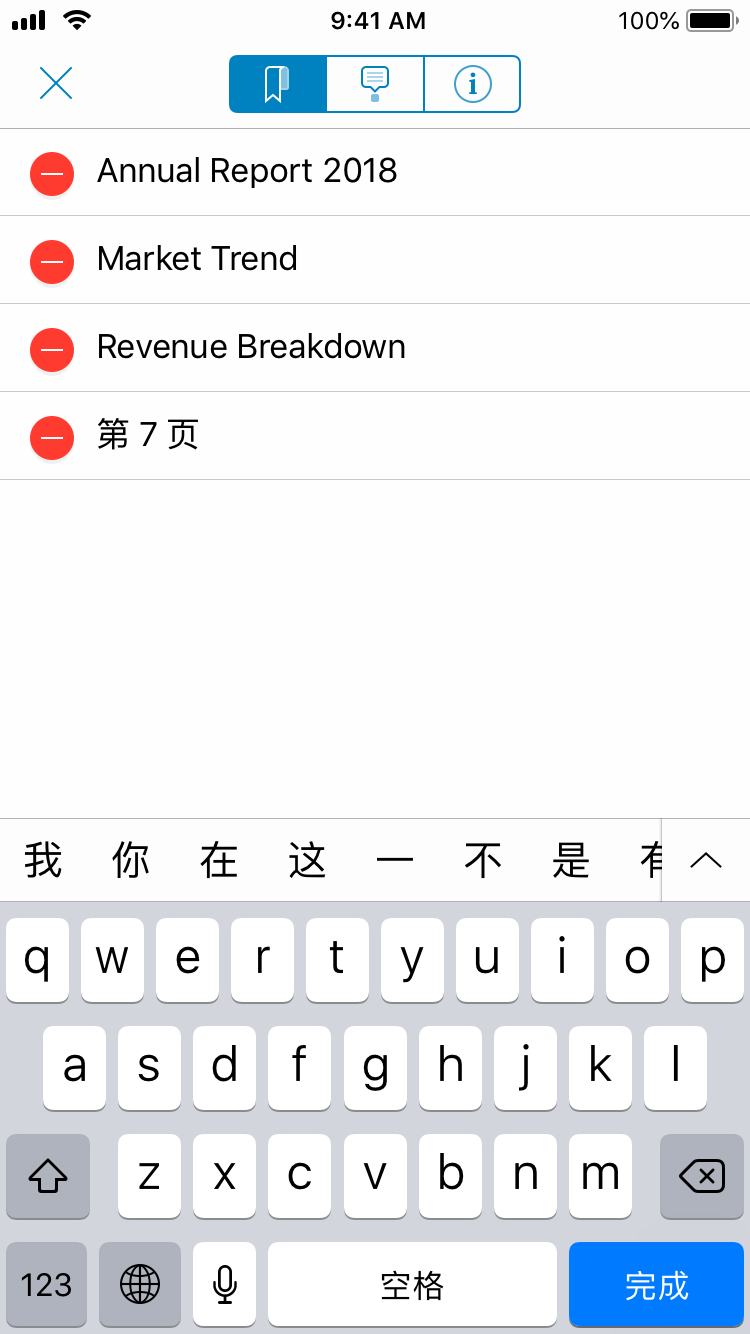 9:41 AM 100%
Annual Report 2018
Market Trend
Revenue Breakdown
第 7 页
我 你 在 这 一 不 是 有
q w e r t y u i o p
a s d f g h j k l
z x c v b n m
123 空格 完成